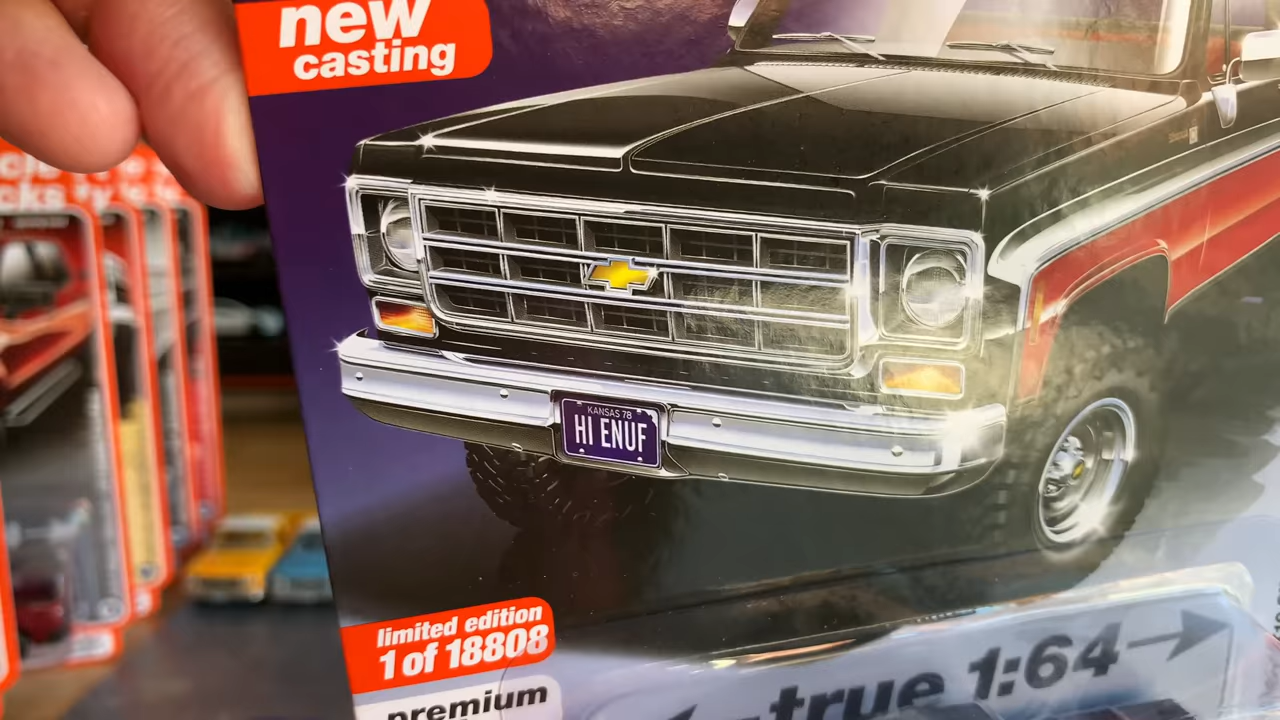 new
casting
KANSAS 78
HI ENUF
limited edition
1 of 18808
premium
true 1:64